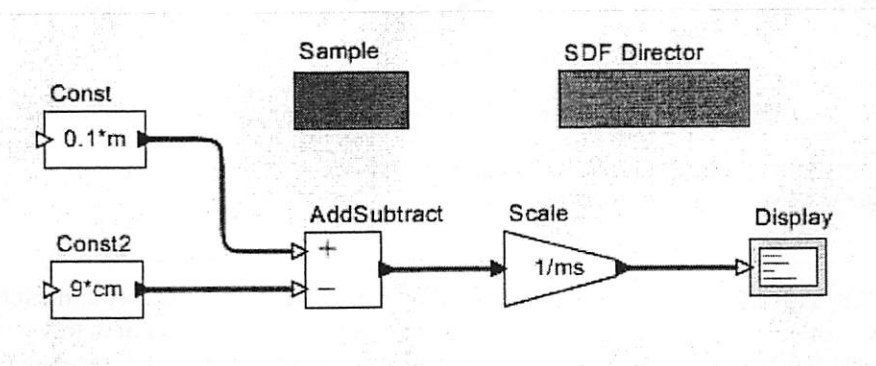 Sample
SDF Director
Const
0.1*m
AddSubtract
Scale
Display
+
1/ms
Const2
9*cm
−